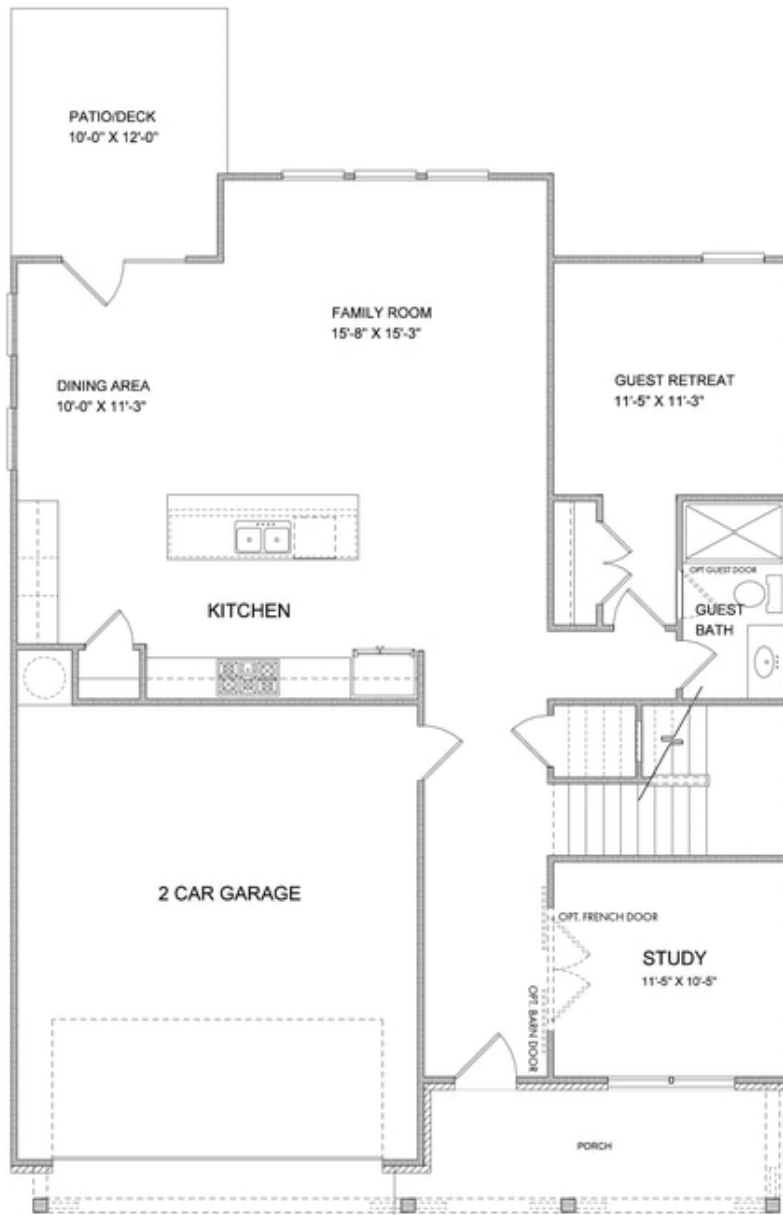 PATIO/DECK
10'-0" X 12'-0"
FAMILY ROOM
15'-8" X 15'-3"
DINING AREA
10'-0" X 11'-3"
GUEST RETREAT
11'-5" X 11'-3"
OPT GUEST DOOR
GUEST
BATH
KITCHEN
2 CAR GARAGE
OPT. FRENCH DOOR
STUDY
11'-5" X 10'-5"
OPT. BARN DOOR
PORCH